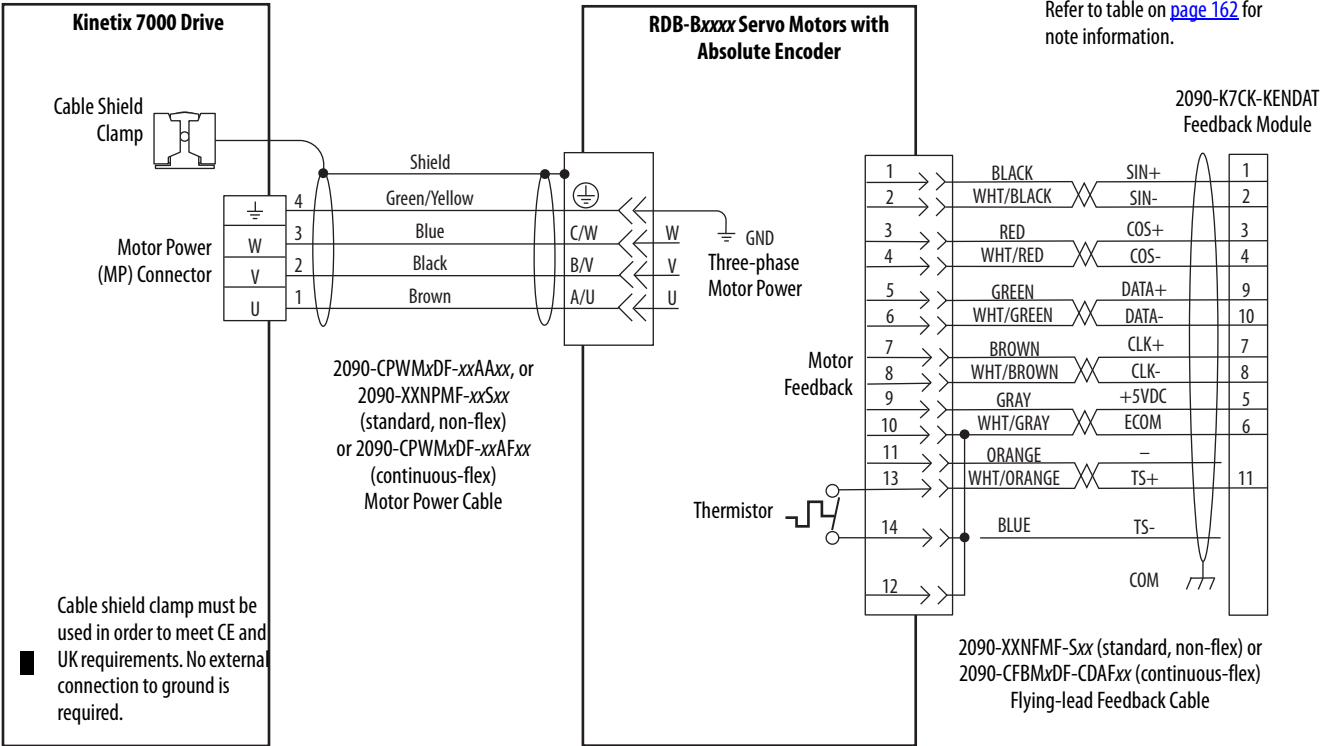 Kinetix 7000 Drive
RDB-Bxxxx Servo Motors with
Absolute Encoder
Refer to table on page 162 for
note information.
Cable Shield
Clamp
2090-K7CK-KENDAT
Feedback Module
Motor Power
(MP) Connector
W
V
U
4
3
2
1
Shield
Green/Yellow
Blue
Black
Brown
C/W
B/V
A/U
W
V
U
GND
Three-phase
Motor Power
2090-CPWMxDF-xxAAxx, or
2090-XXNPMF-xxSxx
(standard, non-flex)
or 2090-CPWMxDF-xxAFxx
(continuous-flex)
Motor Power Cable
Motor
Feedback
Thermistor
1 BLACK SIN+ 1
2 WHT/BLACK SIN- 2
3 RED COS+ 3
4 WHT/RED COS- 4
5 GREEN DATA+ 9
6 WHT/GREEN DATA- 10
7 BROWN CLK+ 7
8 WHT/BROWN CLK- 8
9 GRAY +5VDC 5
10 WHT/GRAY ECOM 6
11 ORANGE –
13 WHT/ORANGE TS+ 11
14 BLUE TS-
12 COM
Cable shield clamp must be
used in order to meet CE and
UK requirements. No external
connection to ground is
required.
2090-XXNFMF-Sxx (standard, non-flex) or
2090-CFBMxDF-CDAFxx (continuous-flex)
Flying-lead Feedback Cable